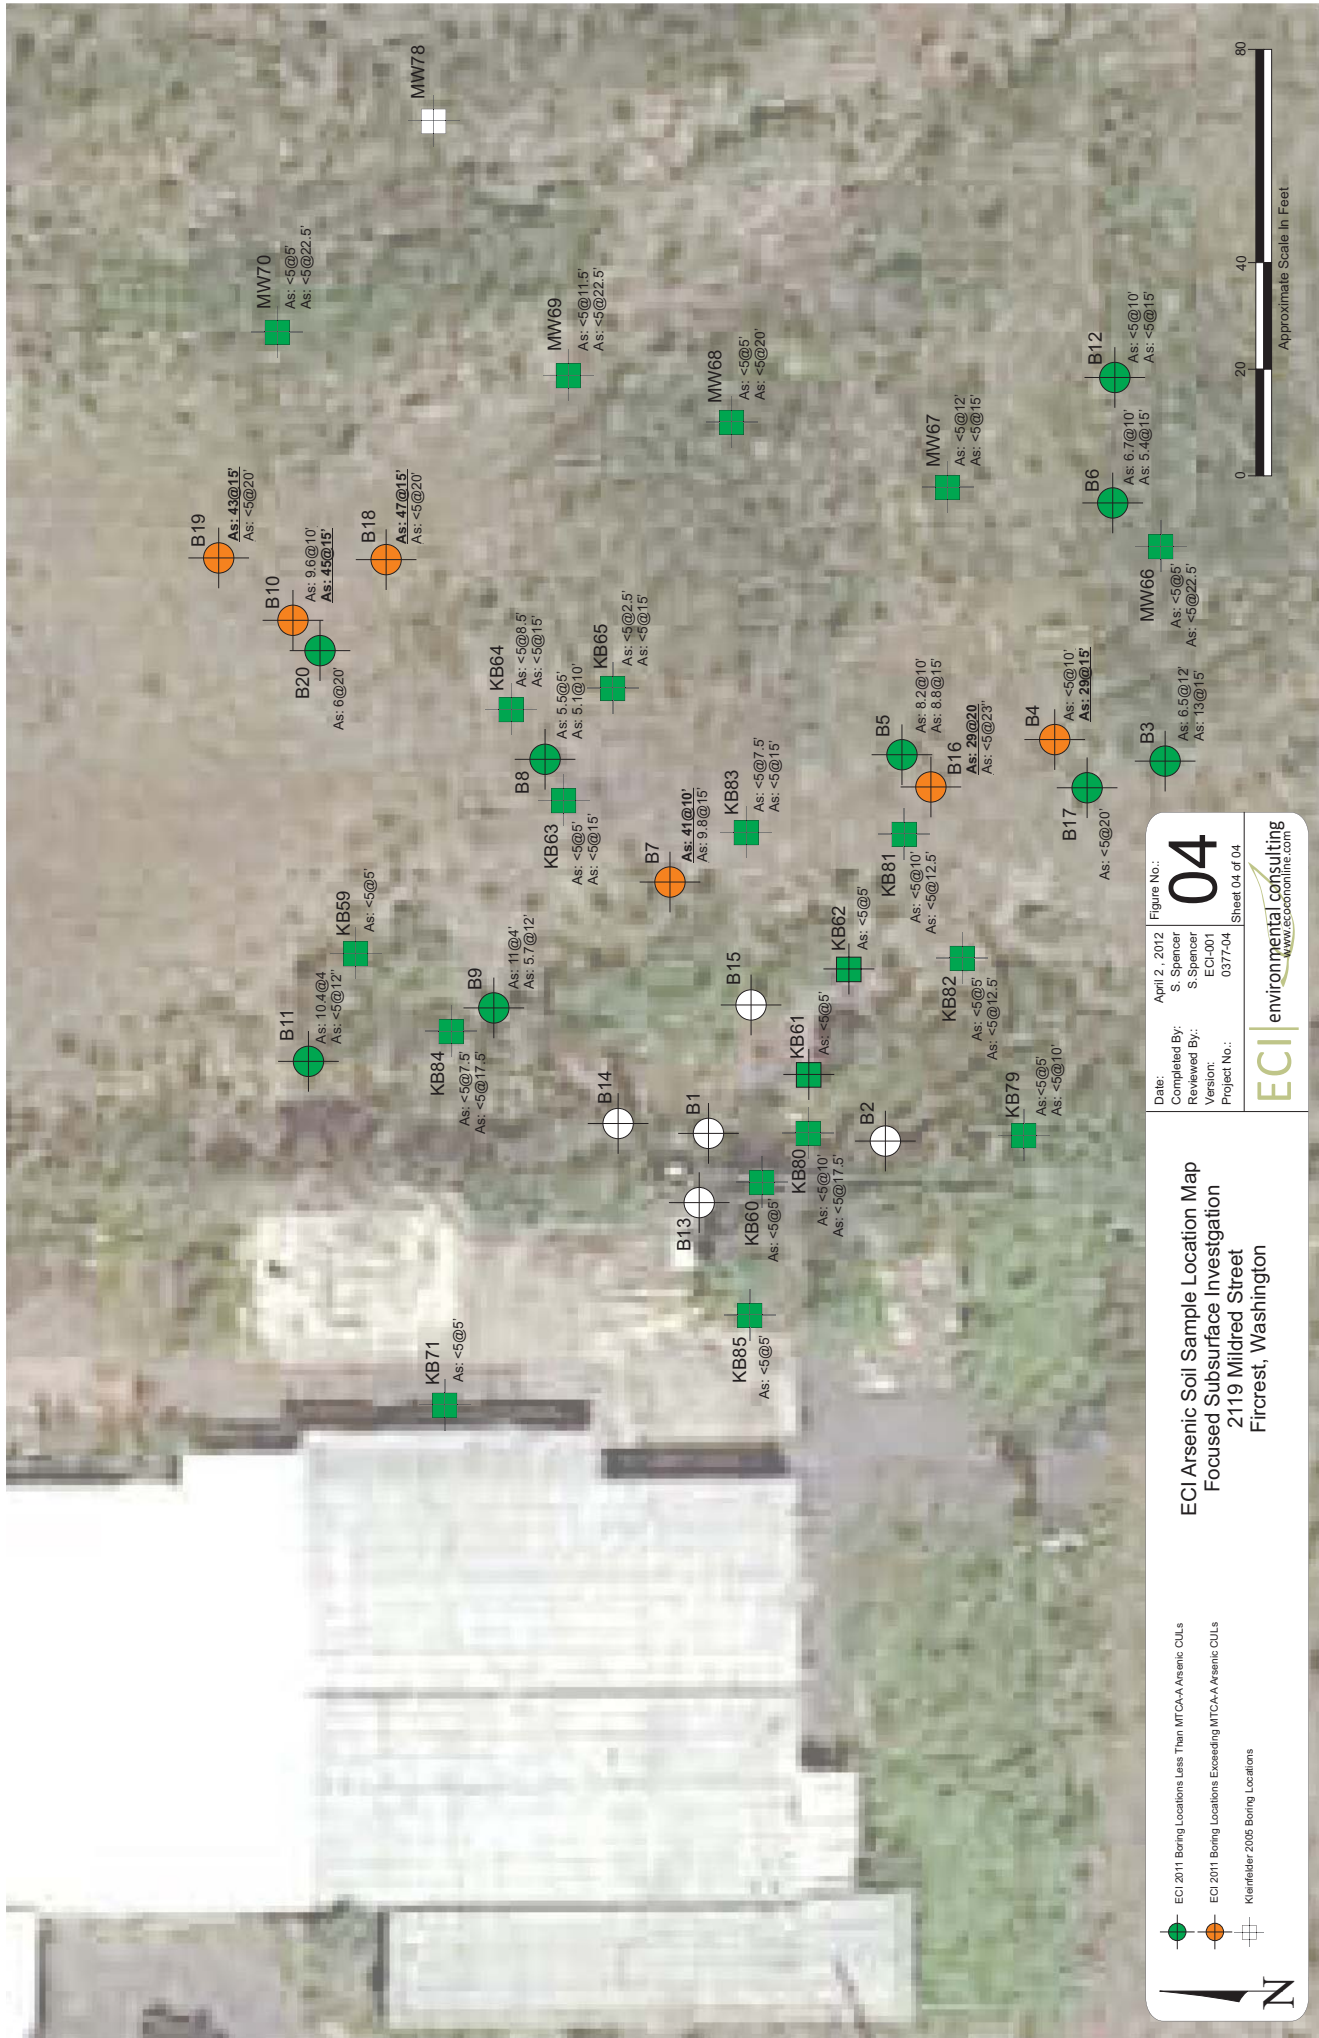 MW78
MW70
As: <5@5'
As: <5@22.5'
B19
As: 43@15'
As: <5@20'
B10
As: 9.6@10'
As: 45@15'
B20
As: 6@20'
B18
As: 47@15'
As: <5@20'
MW69
As: <5@11.5'
As: <5@22.5'
MW68
As: <5@5'
As: <5@20'
MW67
As: <5@12'
As: <5@15'
B12
As: <5@10'
As: <5@15'
B6
As: 6.7@10'
As: 5.4@15'
MW66
As: <5@5'
As: <5@22.5'
KB64
As: <5@8.5'
As: <5@15'
KB65
As: <5@2.5'
As: <5@15'
B8
As: 5.5@5'
As: 5.1@10'
KB63
As: <5@5'
As: <5@15'
B7
As: 41@10'
As: 9.8@15'
KB83
As: <5@7.5'
As: <5@15'
B5
As: 8.2@10'
As: 8.8@15'
B16
As: 29@20
As: <5@23"
KB81
As: <5@10'
As: <5@12.5'
B4
As: <5@10'
As: 29@15'
B17
As: <5@20'
B3
As: 6.5@12'
As: 13@15'
KB59
As: <5@5'
B11
As: 10.4@4
As: <5@12"
B9
As: 11@4'
As: 5.7@12'
KB84
As: <5@7.5'
As: <5@17.5'
B14
B15
B1
B13
KB62
As: <5@5'
KB61
As: <5@5'
KB80
As: <5@10'
As: <5@17.5'
KB60
As: <5@5'
B2
KB82
As: <5@5'
As: <5@12.5'
KB79
As:<5@5'
As: <5@10'
KB85
As: <5@5'
KB71
As: <5@5'
0 20 40 80
Approximate Scale In Feet
N
ECI 2011 Boring Locations Less Than MTCA-A Arsenic CULs
ECI 2011 Boring Locations Exceeding MTCA-A Arsenic CULs
Kleinfelder 2005 Boring Locations
ECI Arsenic Soil Sample Location Map
Focused Subsurface Investgation
2119 Mildred Street
Fircrest, Washington
Date: April 2 , 2012
Completed By: S. Spencer
Reviewed By: S.Spencer
Version: ECI-001
Project No.: 0377-04
Figure No.:
04
Sheet 04 of 04
ECI environmental consulting
www.ecocononline.com